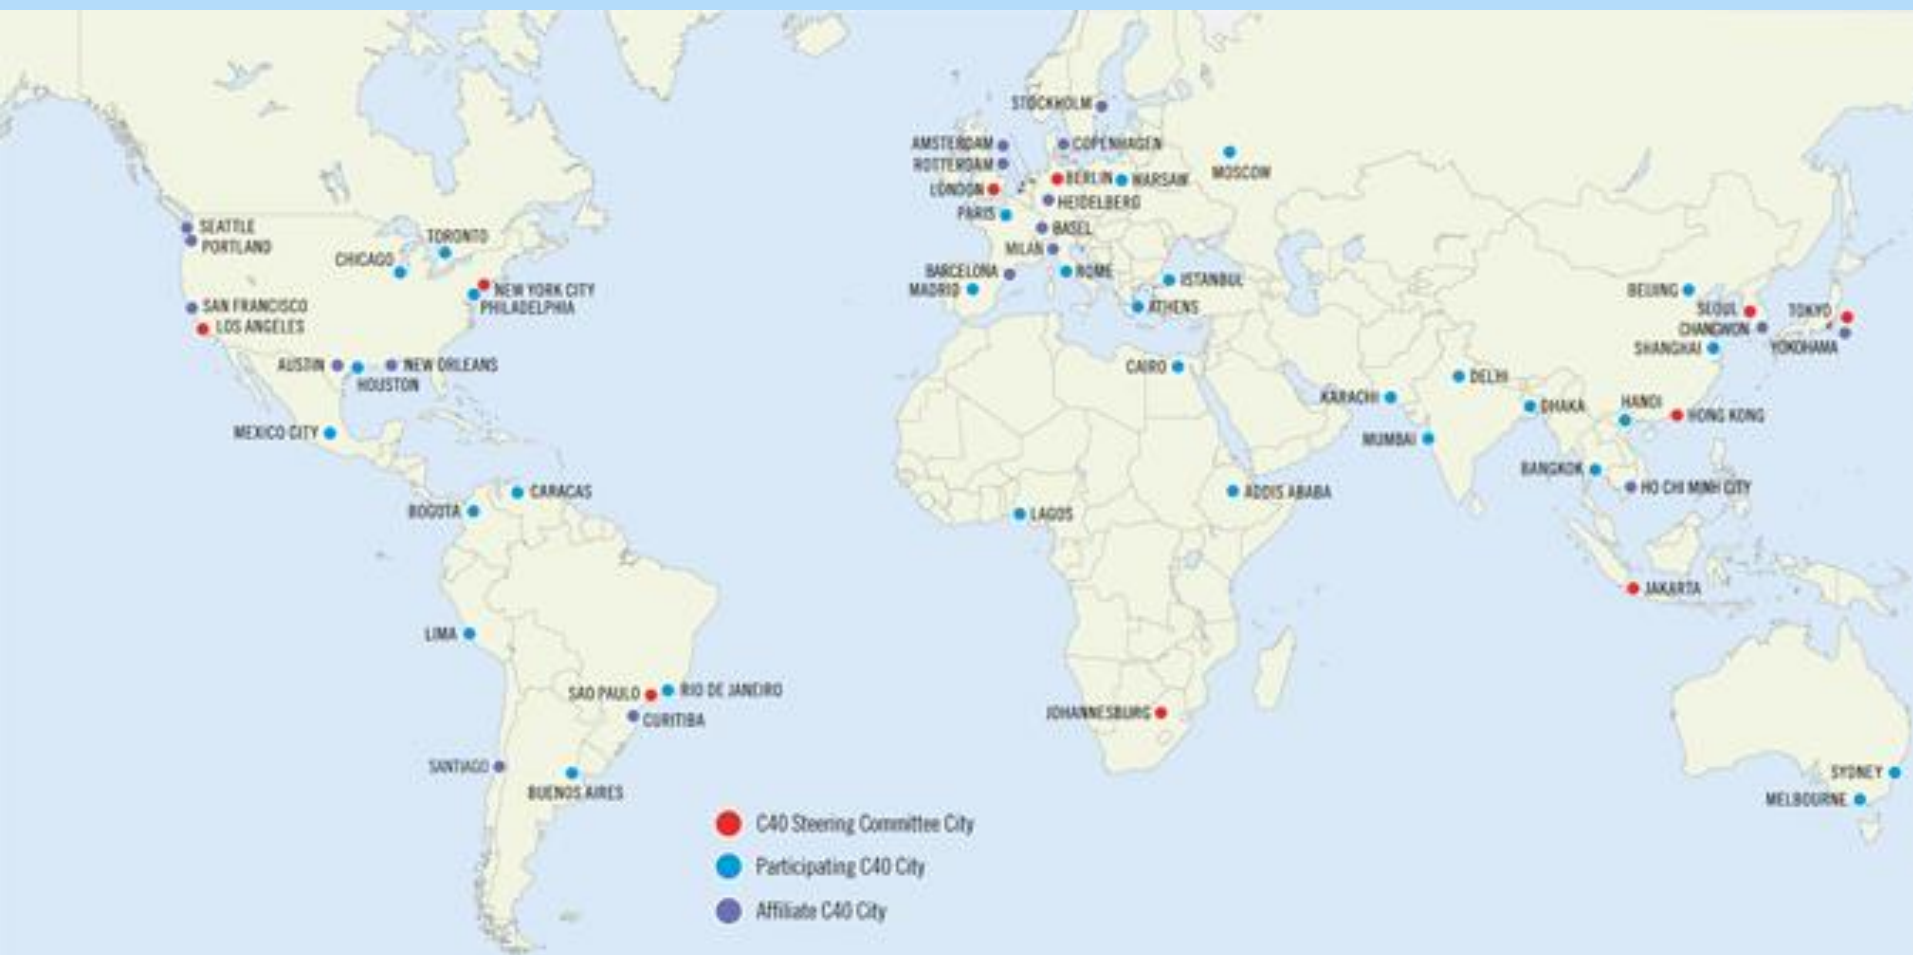 STOCKHOLM
AMSTERDAM
COPENHAGEN
ROTTERDAM
MOSCOW
LONDON
BERLIN
WARSAW
HEIDELBERG
PARIS
BASEL
MILAN
BARCELONA
ROME
MADRID
ISTANBUL
ATHENS
SEATTLE
PORTLAND
TORONTO
CHICAGO
NEW YORK CITY
PHILADELPHIA
SAN FRANCISCO
LOS ANGELES
AUSTIN
NEW ORLEANS
HOUSTON
MEXICO CITY
BEIJING
SEOUL
TOKYO
CHANGWON
YOKOHAMA
SHANGHAI
CAIRO
DELHI
KARACHI
DHAKA
HANOI
HONG KONG
MUMBAI
BANGKOK
HO CHI MINH CITY
CARACAS
BOGOTA
ADDIS ABABA
LAGOS
JAKARTA
LIMA
SAO PAULO
RIO DE JANEIRO
CURITIBA
JOHANNESBURG
SANTIAGO
BUENOS AIRES
SYDNEY
MELBOURNE
C40 Steering Committee City
Participating C40 City
Affiliate C40 City